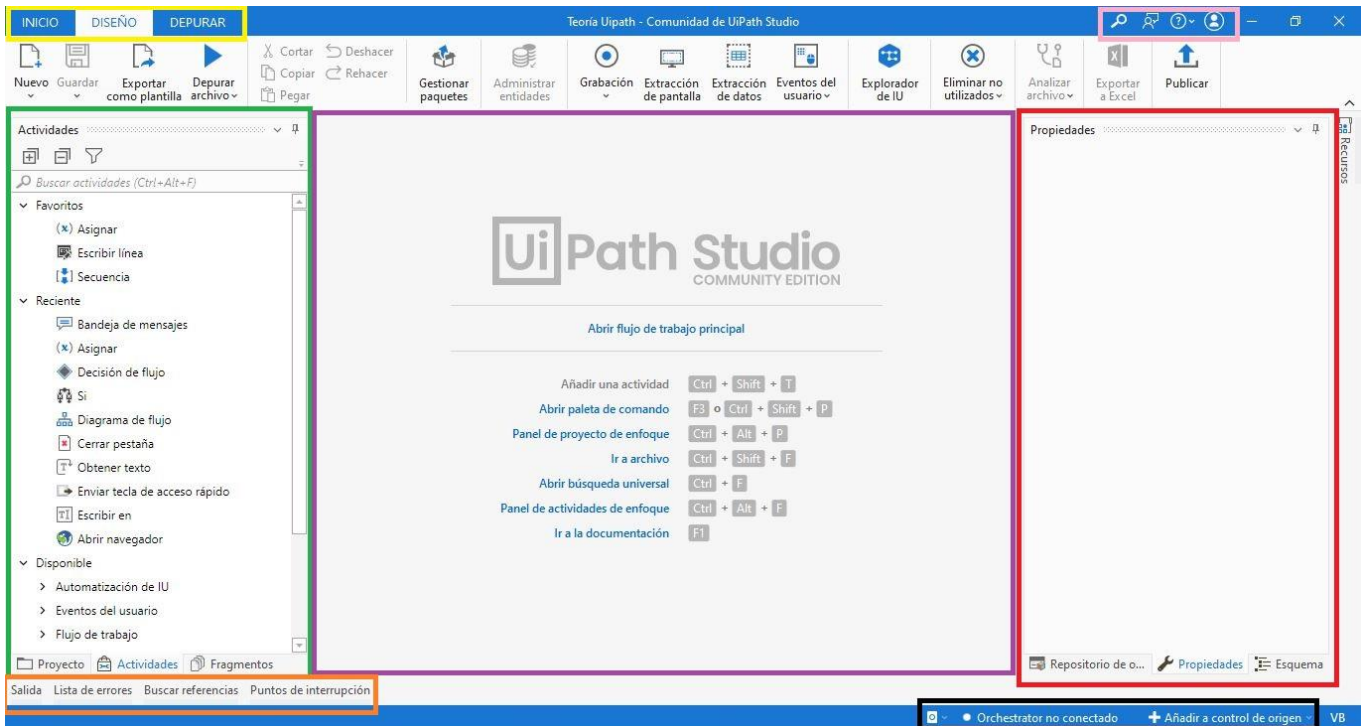 INICIO DISEÑO DEPURAR Teoría Uipath - Comunidad de UiPath Studio
Nuevo Guardar Exportar como plantilla Depurar archivo Cortar Deshacer
Copiar Rehacer
Pegar
Gestionar paquetes Administrar entidades Grabación Extracción de pantalla Extracción de datos Eventos del usuario Explorador de IU Eliminar no utilizados Analizar archivo Exportar a Excel Publicar
Actividades
Buscar actividades (Ctrl+Alt+F)
Favoritos
(x) Asignar
Escribir línea
Secuencia
Reciente
Bandeja de mensajes
(x) Asignar
Decisión de flujo
Si
Diagrama de flujo
Cerrar pestaña
Obtener texto
Enviar tecla de acceso rápido
Escribir en
Abrir navegador
Disponible
Automatización de IU
Eventos del usuario
Flujo de trabajo
Proyecto Actividades Fragmentos
UiPath Studio
COMMUNITY EDITION
Abrir flujo de trabajo principal
Añadir una actividad Ctrl + Shift + T
Abrir paleta de comando F3 o Ctrl + Shift + P
Panel de proyecto de enfoque Ctrl + Alt + P
Ir a archivo Ctrl + Shift + F
Abrir búsqueda universal Ctrl + F
Panel de actividades de enfoque Ctrl + Alt + F
Ir a la documentación F1
Propiedades
Recursos
Repositorio de o... Propiedades Esquema
Salida Lista de errores Buscar referencias Puntos de interrupción
Orchestrator no conectado Añadir a control de origen VB